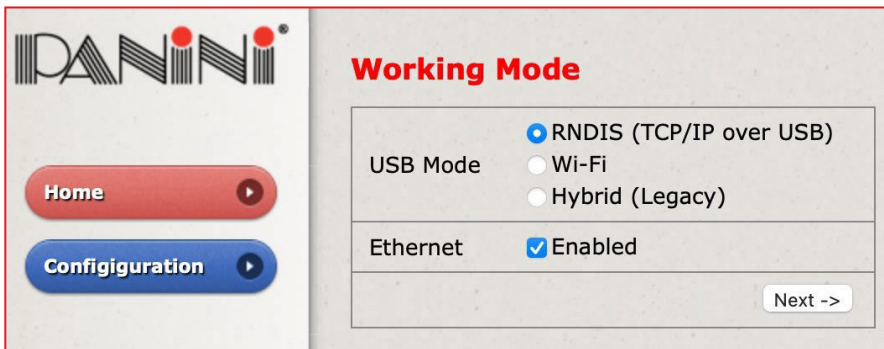 PANiNi®
Home
Configiguration
Working Mode
USB Mode
RNDIS (TCP/IP over USB)
Wi-Fi
Hybrid (Legacy)
Ethernet
Enabled
Next ->